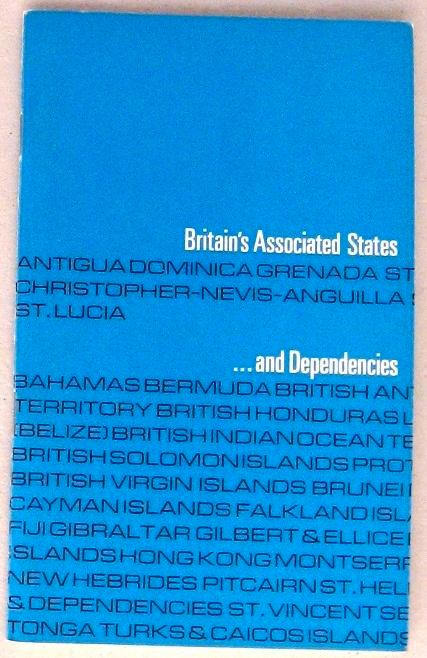 Britain's Associated States
ANTIGUA DOMINICA GRENADA ST
CHRISTOPHER-NEVIS-ANGUILLA S
ST. LUCIA
...and Dependencies
BAHAMAS BERMUDA BRITISH ANT
TERRITORY BRITISH HONDURAS
(BELIZE) BRITISH INDIAN OCEAN TE
BRITISH SOLOMON ISLANDS PROT
BRITISH VIRGIN ISLANDS BRUNEI
CAYMAN ISLANDS FALKLAND ISL
FIJI GIBRALTAR GILBERT & ELLICE
ISLANDS HONG KONG MONTSERR
NEW HEBRIDES PITCAIRN ST. HEL
& DEPENDENCIES ST. VINCENT SE
TONGA TURKS & CAICOS ISLANDS